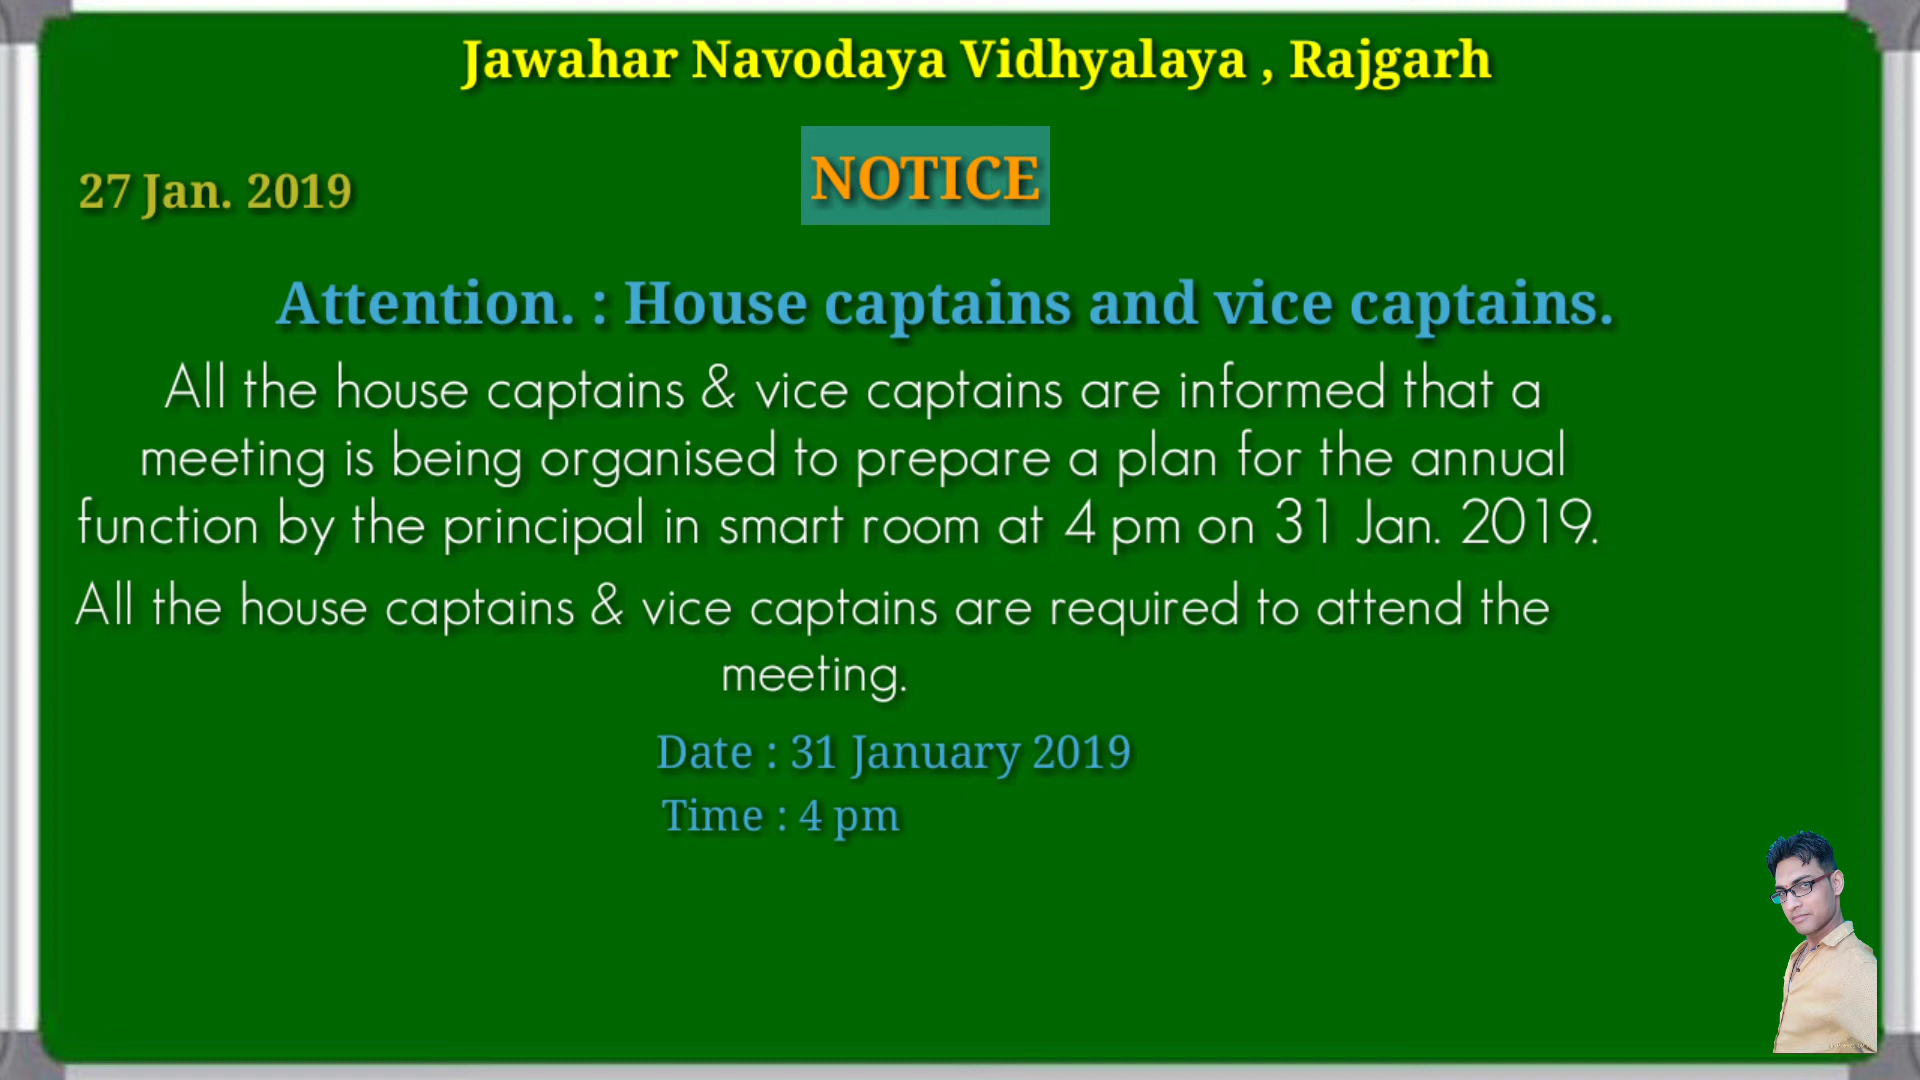 Jawahar Navodaya Vidhyalaya , Rajgarh
NOTICE
27 Jan. 2019
Attention. : House captains and vice captains.
All the house captains & vice captains are informed that a
meeting is being organised to prepare a plan for the annual
function by the principal in smart room at 4 pm on 31 Jan. 2019.
All the house captains & vice captains are required to attend the
meeting.
Date : 31 January 2019
Time : 4 pm